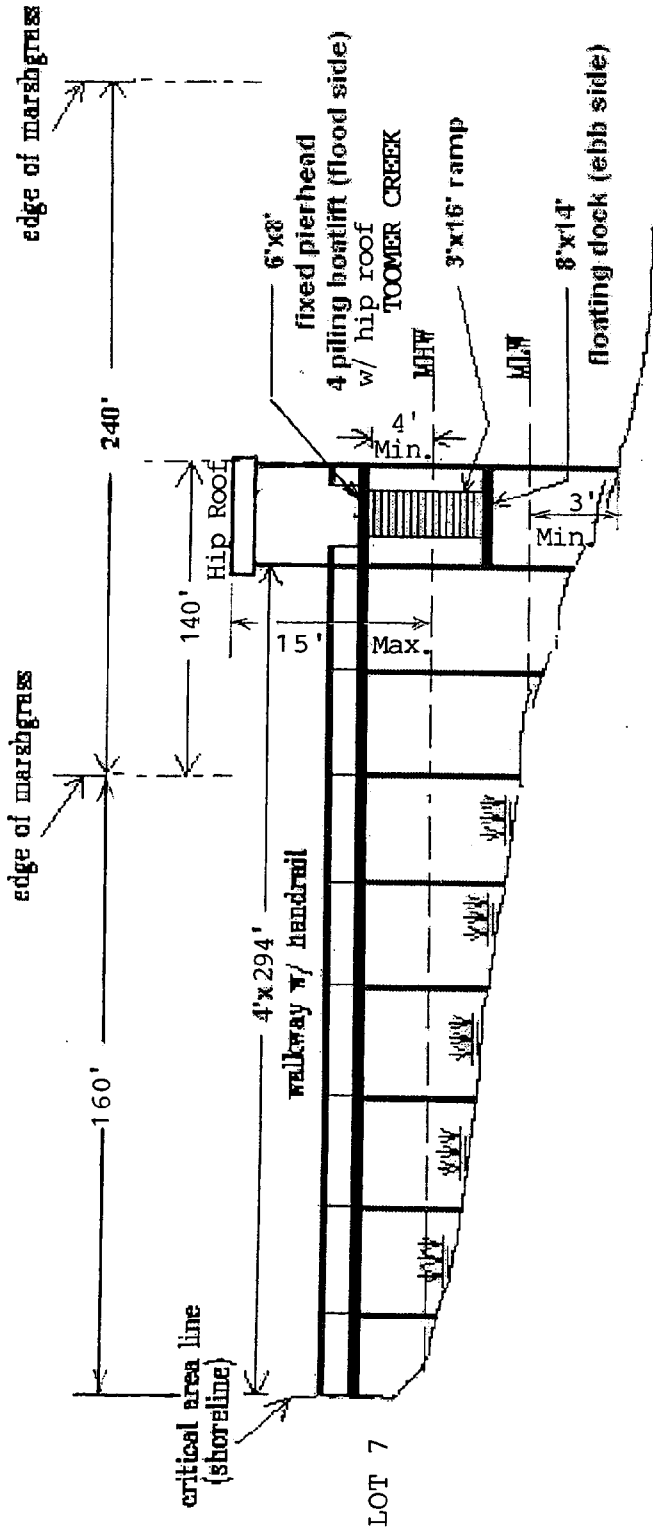 edge of marshgrass
edge of marshgrass
240'
160'
140'
6'x8'
fixed pierhead
4 piling boatlift (flood side)
w/ hip roof
TOOMER CREEK
3'x16' ramp
8'x14'
floating dock (ebb side)
Hip Roof
15'
Max.
4'
Min.
MHW
MLW
3'
Min.
4'x294'
walkway w/ handrail
critical area line
(shoreline)
LOT 7